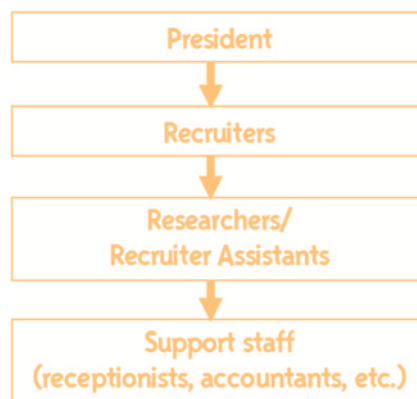 President
Recruiters
Researchers/
Recruiter Assistants
Support staff
(receptionists, accountants, etc.)